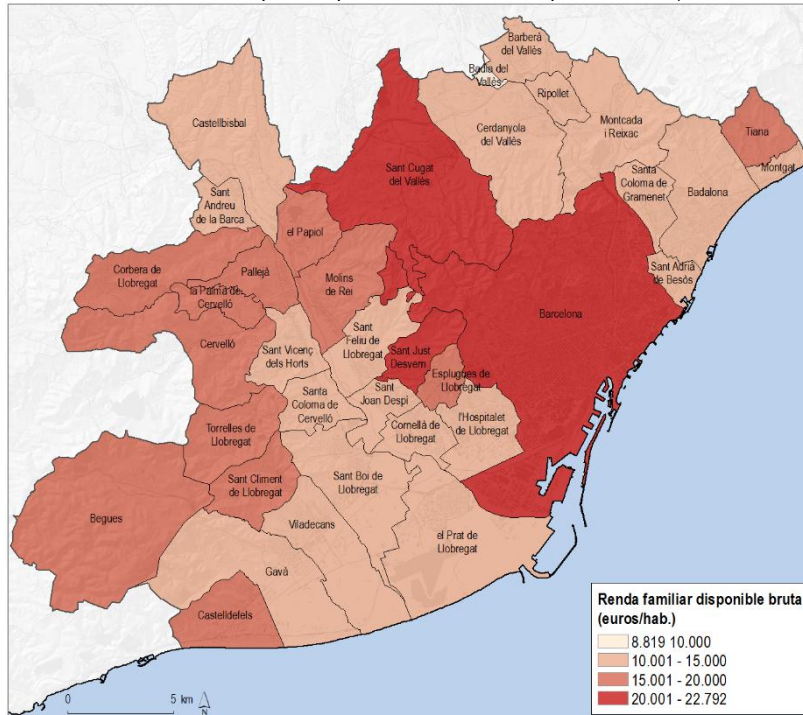 Barberà
del Vallès
Badia del
Vallès
Ripollet
Castellbisbal
Cerdanyola
del Vallès
Montcada
i Reixac
Tiana
Sant Cugat
del Vallès
Montgat
Santa
Coloma de
Gramenet
Badalona
Sant
Andreu
de la Barca
el Papiol
Sant Adrià
de Besòs
Corbera de
Llobregat
Pallejà
Molins
de Rei
la Palma de
Cervelló
Barcelona
Cervelló
Sant Vicenç
dels Horts
Sant
Feliu de
Llobregat
Sant Just
Desvern
Esplugues de
Llobregat
Santa
Coloma de
Cervelló
Sant
Joan Despí
Cornellà de
Llobregat
l'Hospitalet
de Llobregat
Torrelles de
Llobregat
Sant Climent
de Llobregat
Sant Boi de
Llobregat
Begues
Viladecans
el Prat de
Llobregat
Gavà
Castelldefels
Renda familiar disponible bruta
(euros/hab.)
8.819 10.000
10.001 - 15.000
15.001 - 20.000
20.001 - 22.792
0 5 km
N